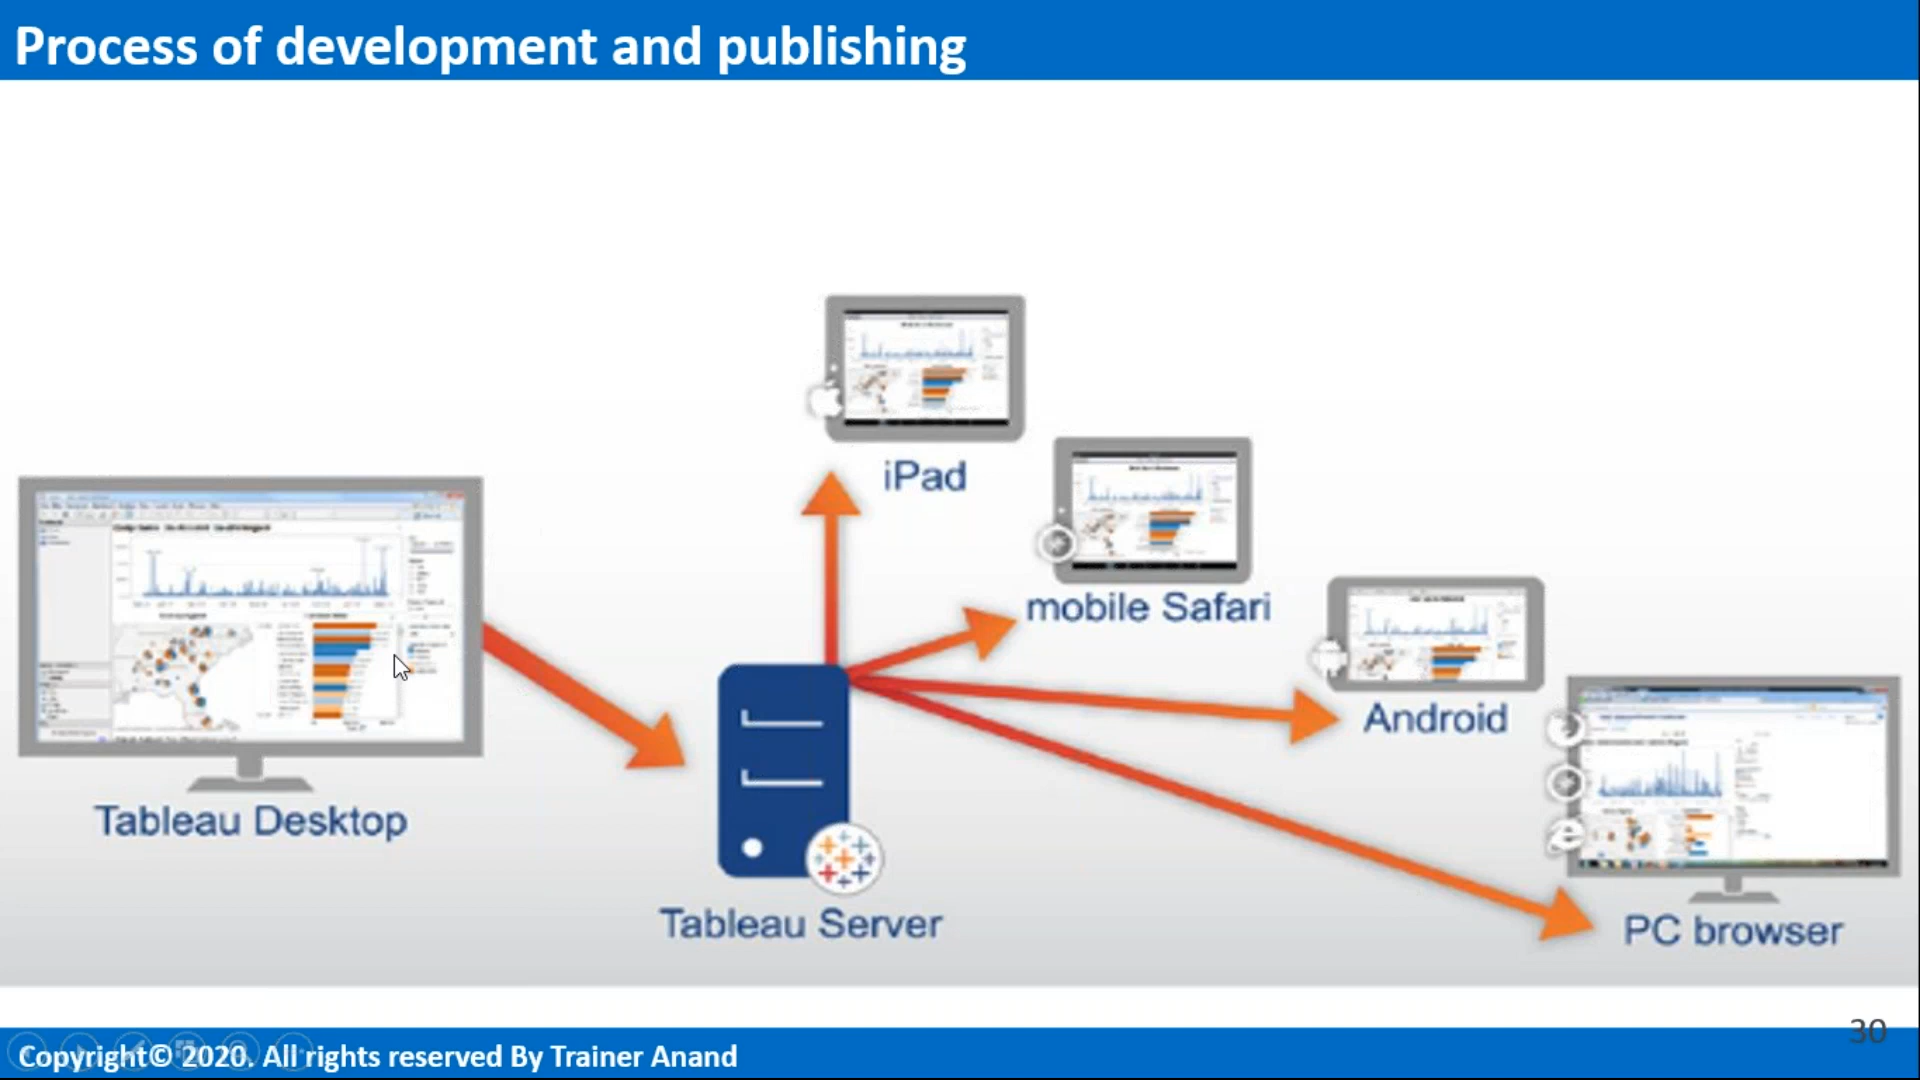 Process of development and publishing
iPad
mobile Safari
Android
Tableau Desktop
Tableau Server
PC browser
30
Copyright© 2020. All rights reserved By Trainer Anand